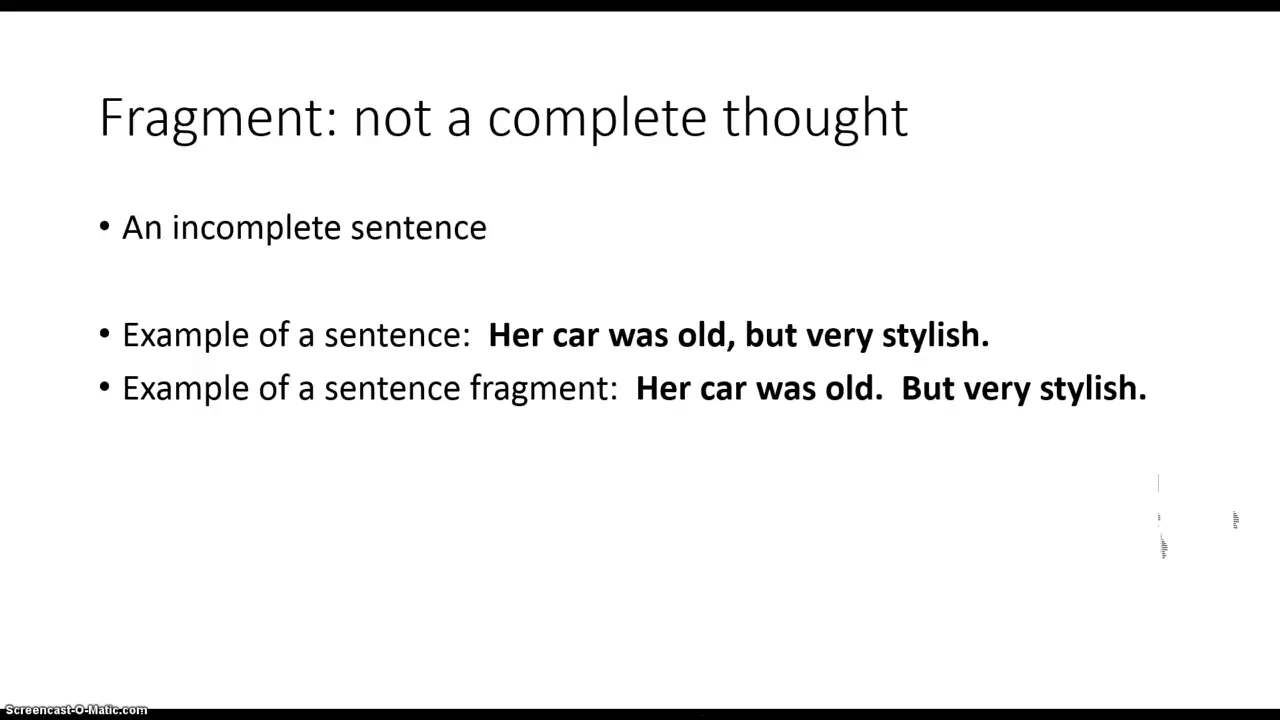 Fragment: not a complete thought
• An incomplete sentence
• Example of a sentence:  Her car was old, but very stylish.
• Example of a sentence fragment:  Her car was old.  But very stylish.
Screencast-O-Matic.com